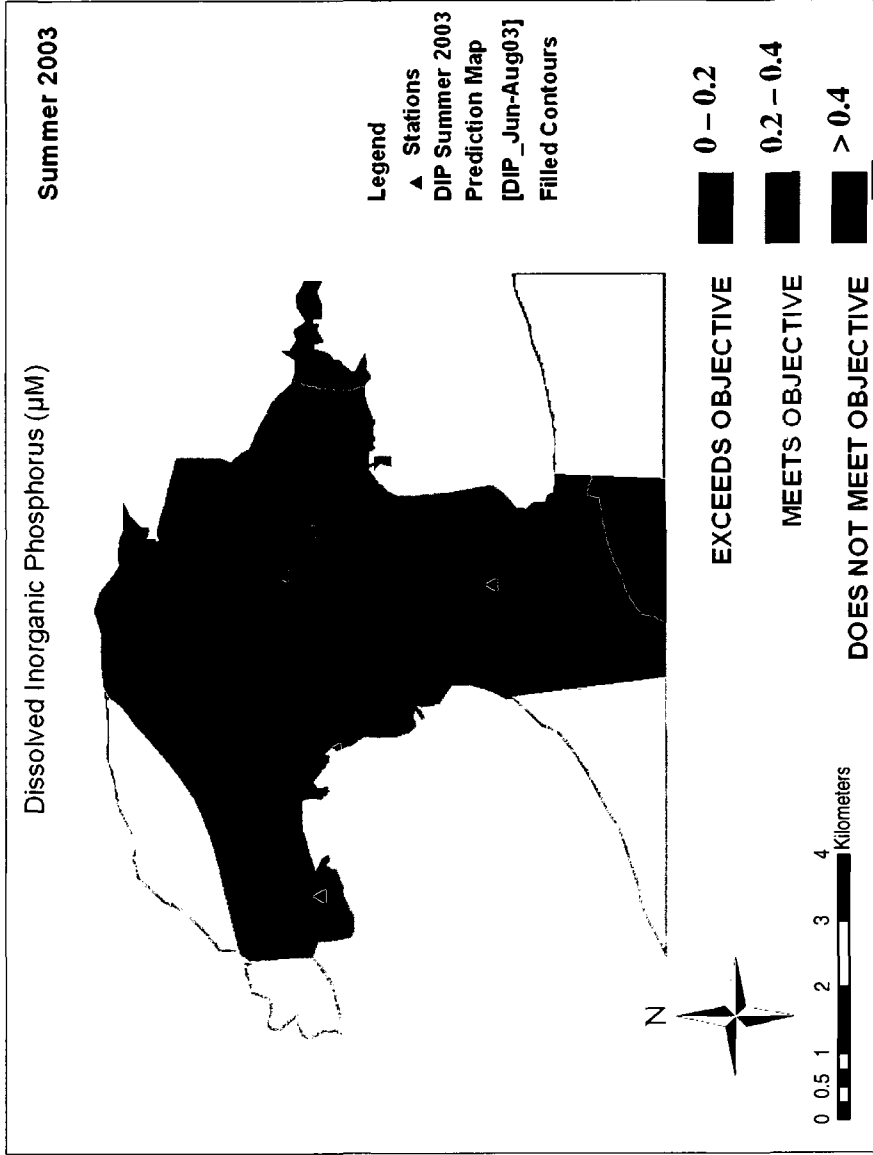 Dissolved Inorganic Phosphorus (µM)
Summer 2003
Legend
▲ Stations
DIP Summer 2003
Prediction Map
[DIP_Jun-Aug03]
Filled Contours
EXCEEDS OBJECTIVE 0 – 0.2
MEETS OBJECTIVE 0.2 – 0.4
DOES NOT MEET OBJECTIVE > 0.4
N
0 0.5 1 2 3 4
Kilometers